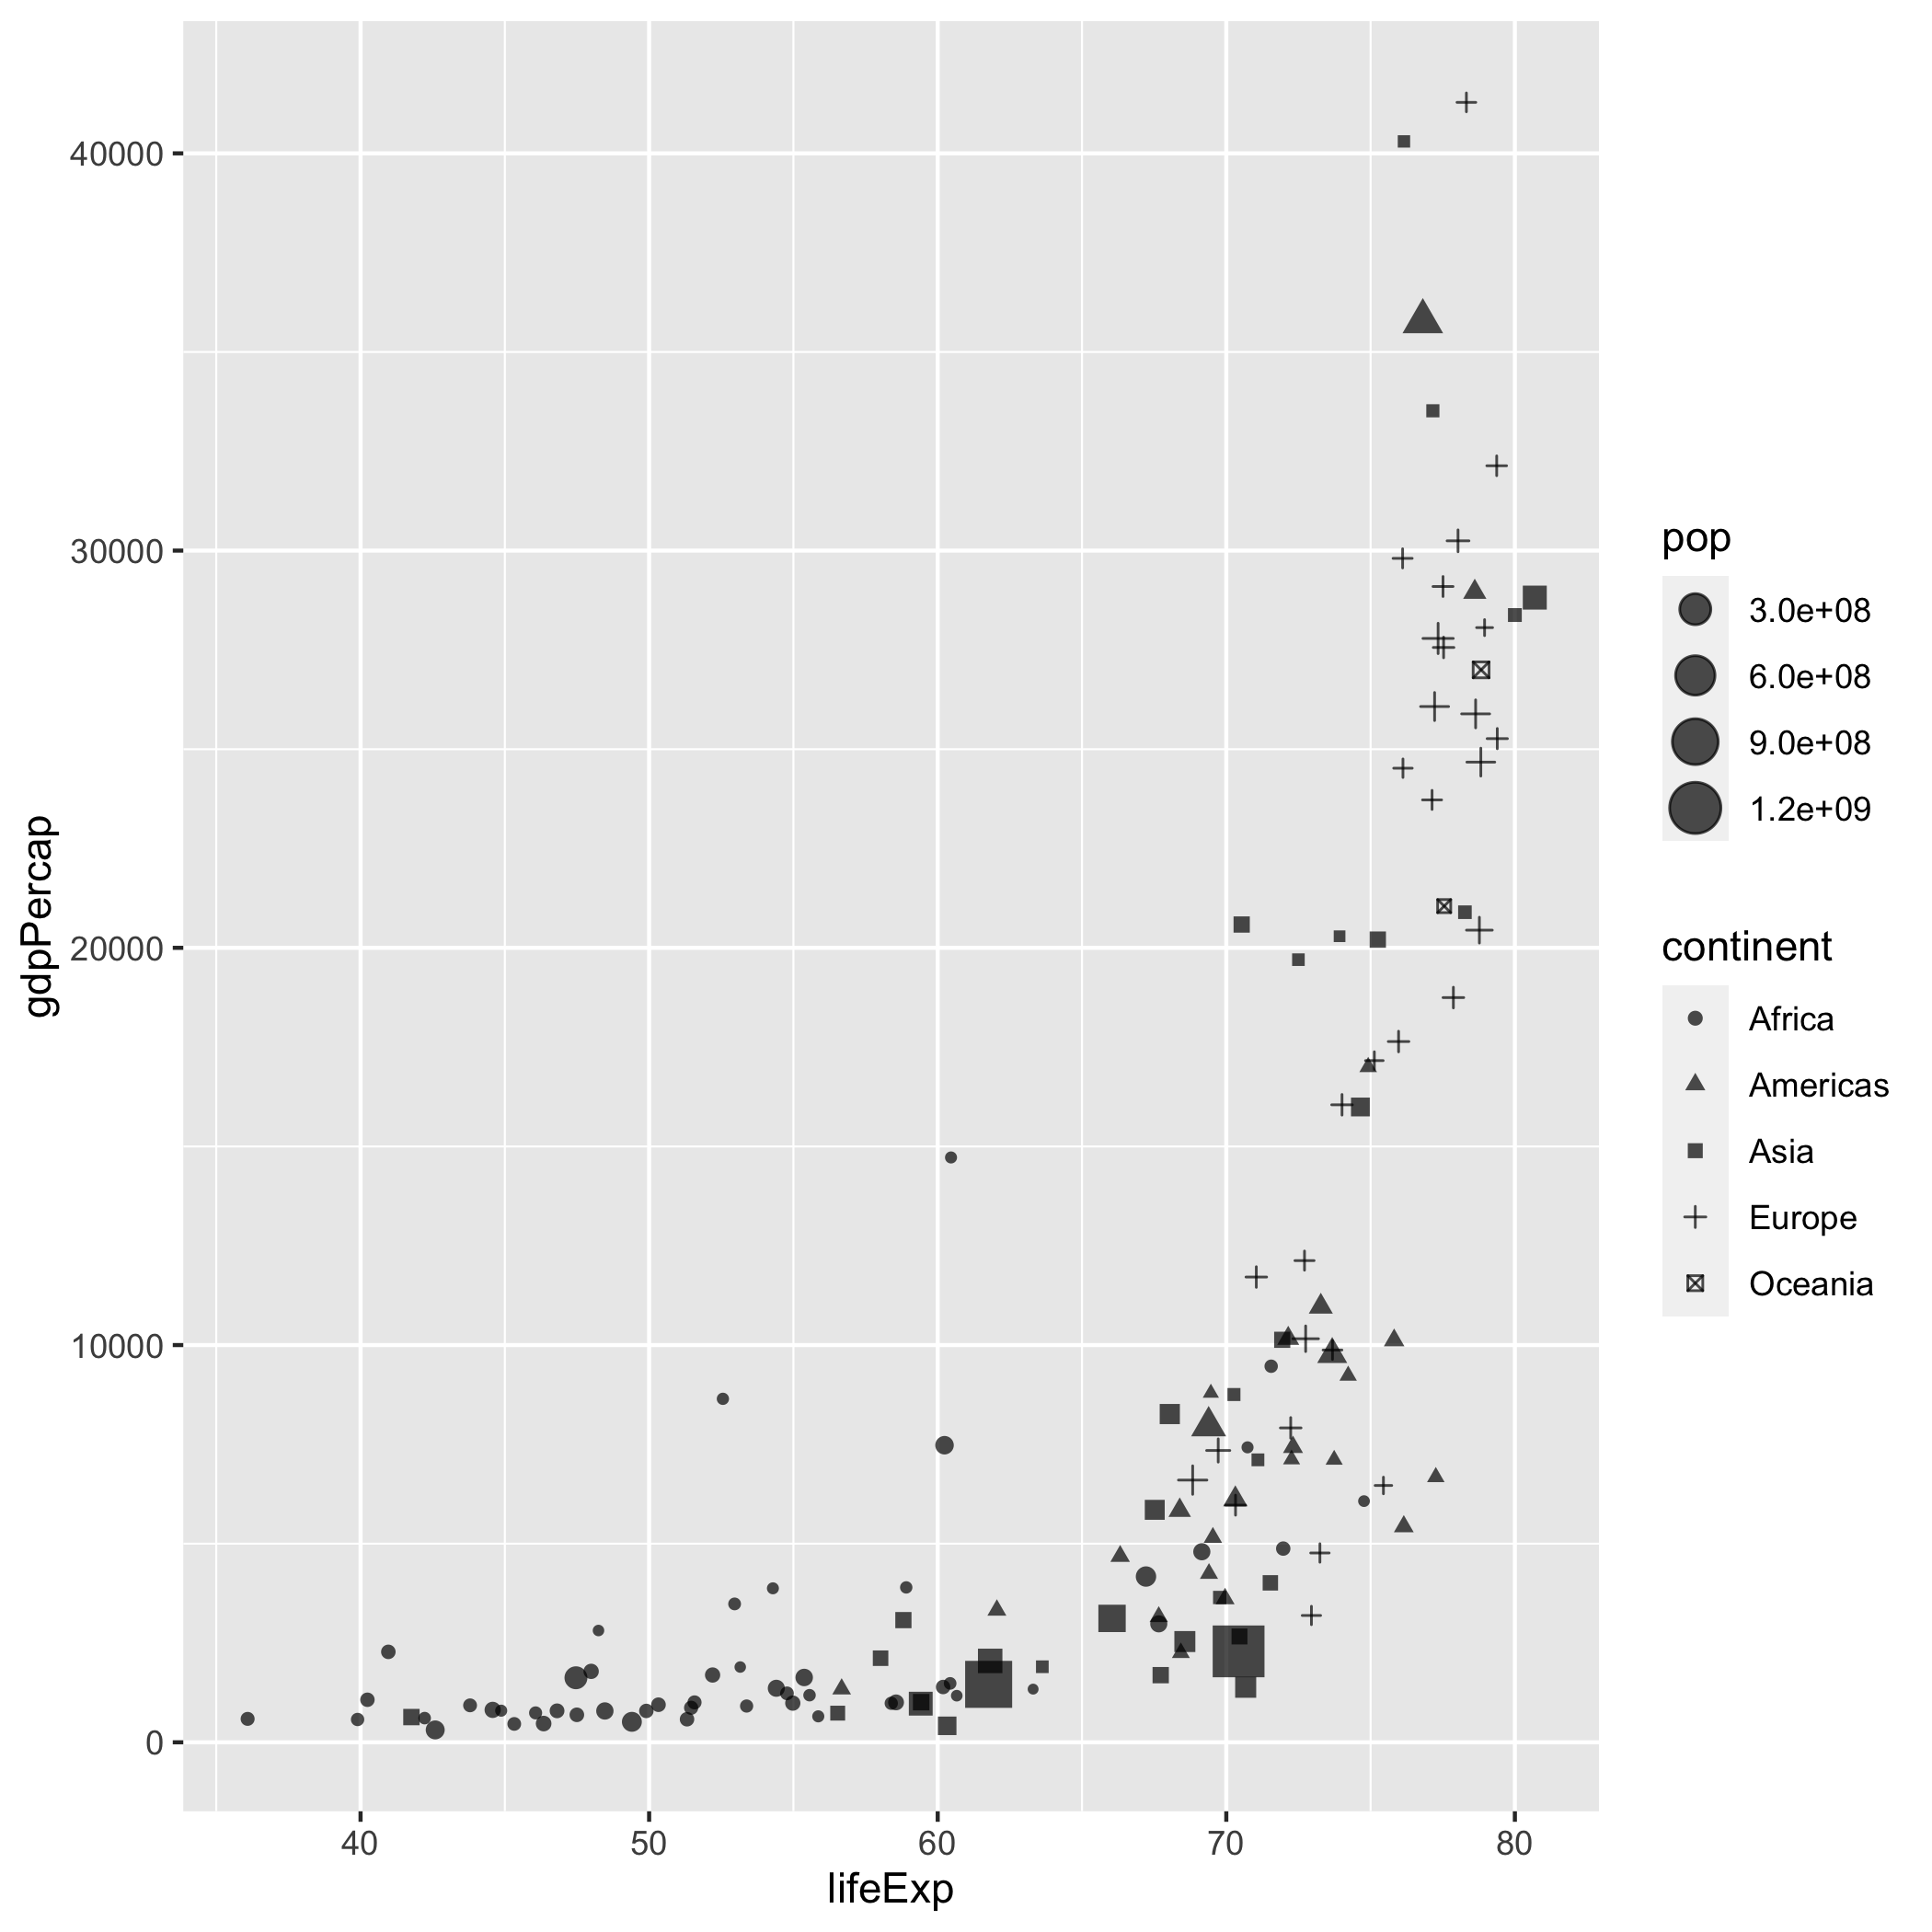 40000
30000
20000
10000
0
gdpPercap
40 50 60 70 80
lifeExp
pop
3.0e+08
6.0e+08
9.0e+08
1.2e+09
continent
Africa
Americas
Asia
Europe
Oceania